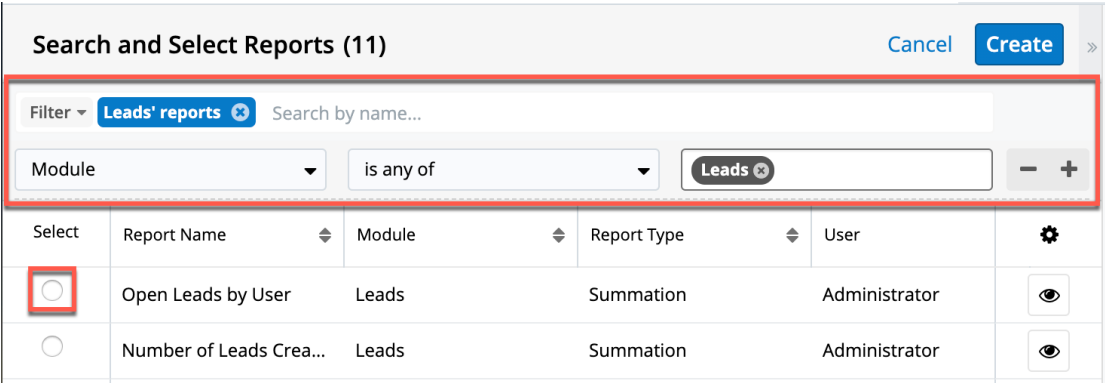 Search and Select Reports (11) Cancel Create »
Filter Leads' reports Search by name...
Module is any of Leads
Select Report Name Module Report Type User
Open Leads by User Leads Summation Administrator
Number of Leads Crea... Leads Summation Administrator